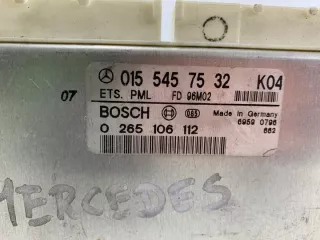 015 545 75 32 K04
07
ETS. PML FD 96M02
BOSCH 065 Made in Germany
0 265 106 112 6959 0796
662
MERCEDES